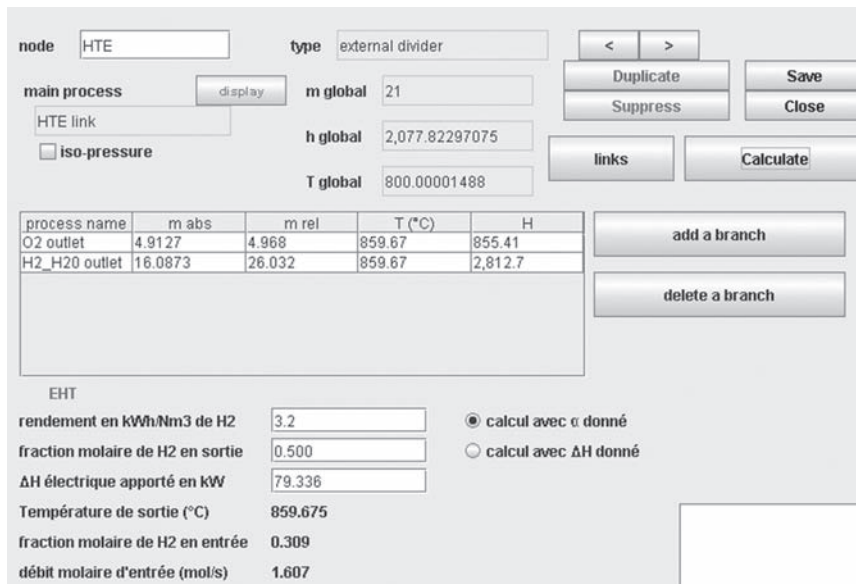 node HTE type external divider < >
Duplicate Save
main process display m global 21
Suppress Close
HTE link
h global 2,077.82297075
iso-pressure
links Calculate
T global 800.00001488
process name m abs m rel T (°C) H
O2 outlet 4.9127 4.968 859.67 855.41
H2_H20 outlet 16.0873 26.032 859.67 2,812.7
add a branch
delete a branch
EHT
rendement en kWh/Nm3 de H2 3.2 calcul avec α donné
fraction molaire de H2 en sortie 0.500 calcul avec ΔH donné
ΔH électrique apporté en kW 79.336
Température de sortie (°C) 859.675
fraction molaire de H2 en entrée 0.309
débit molaire d'entrée (mol/s) 1.607